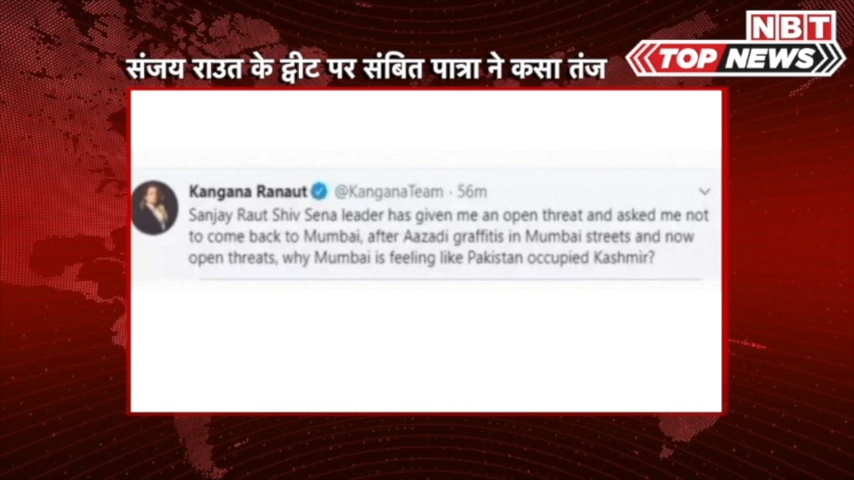 NBT
TOP NEWS
संजय राउत के ट्वीट पर संबित पात्रा ने कसा तंज
Kangana Ranaut @KanganaTeam · 56m
Sanjay Raut Shiv Sena leader has given me an open threat and asked me not
to come back to Mumbai, after Aazadi graffitis in Mumbai streets and now
open threats, why Mumbai is feeling like Pakistan occupied Kashmir?